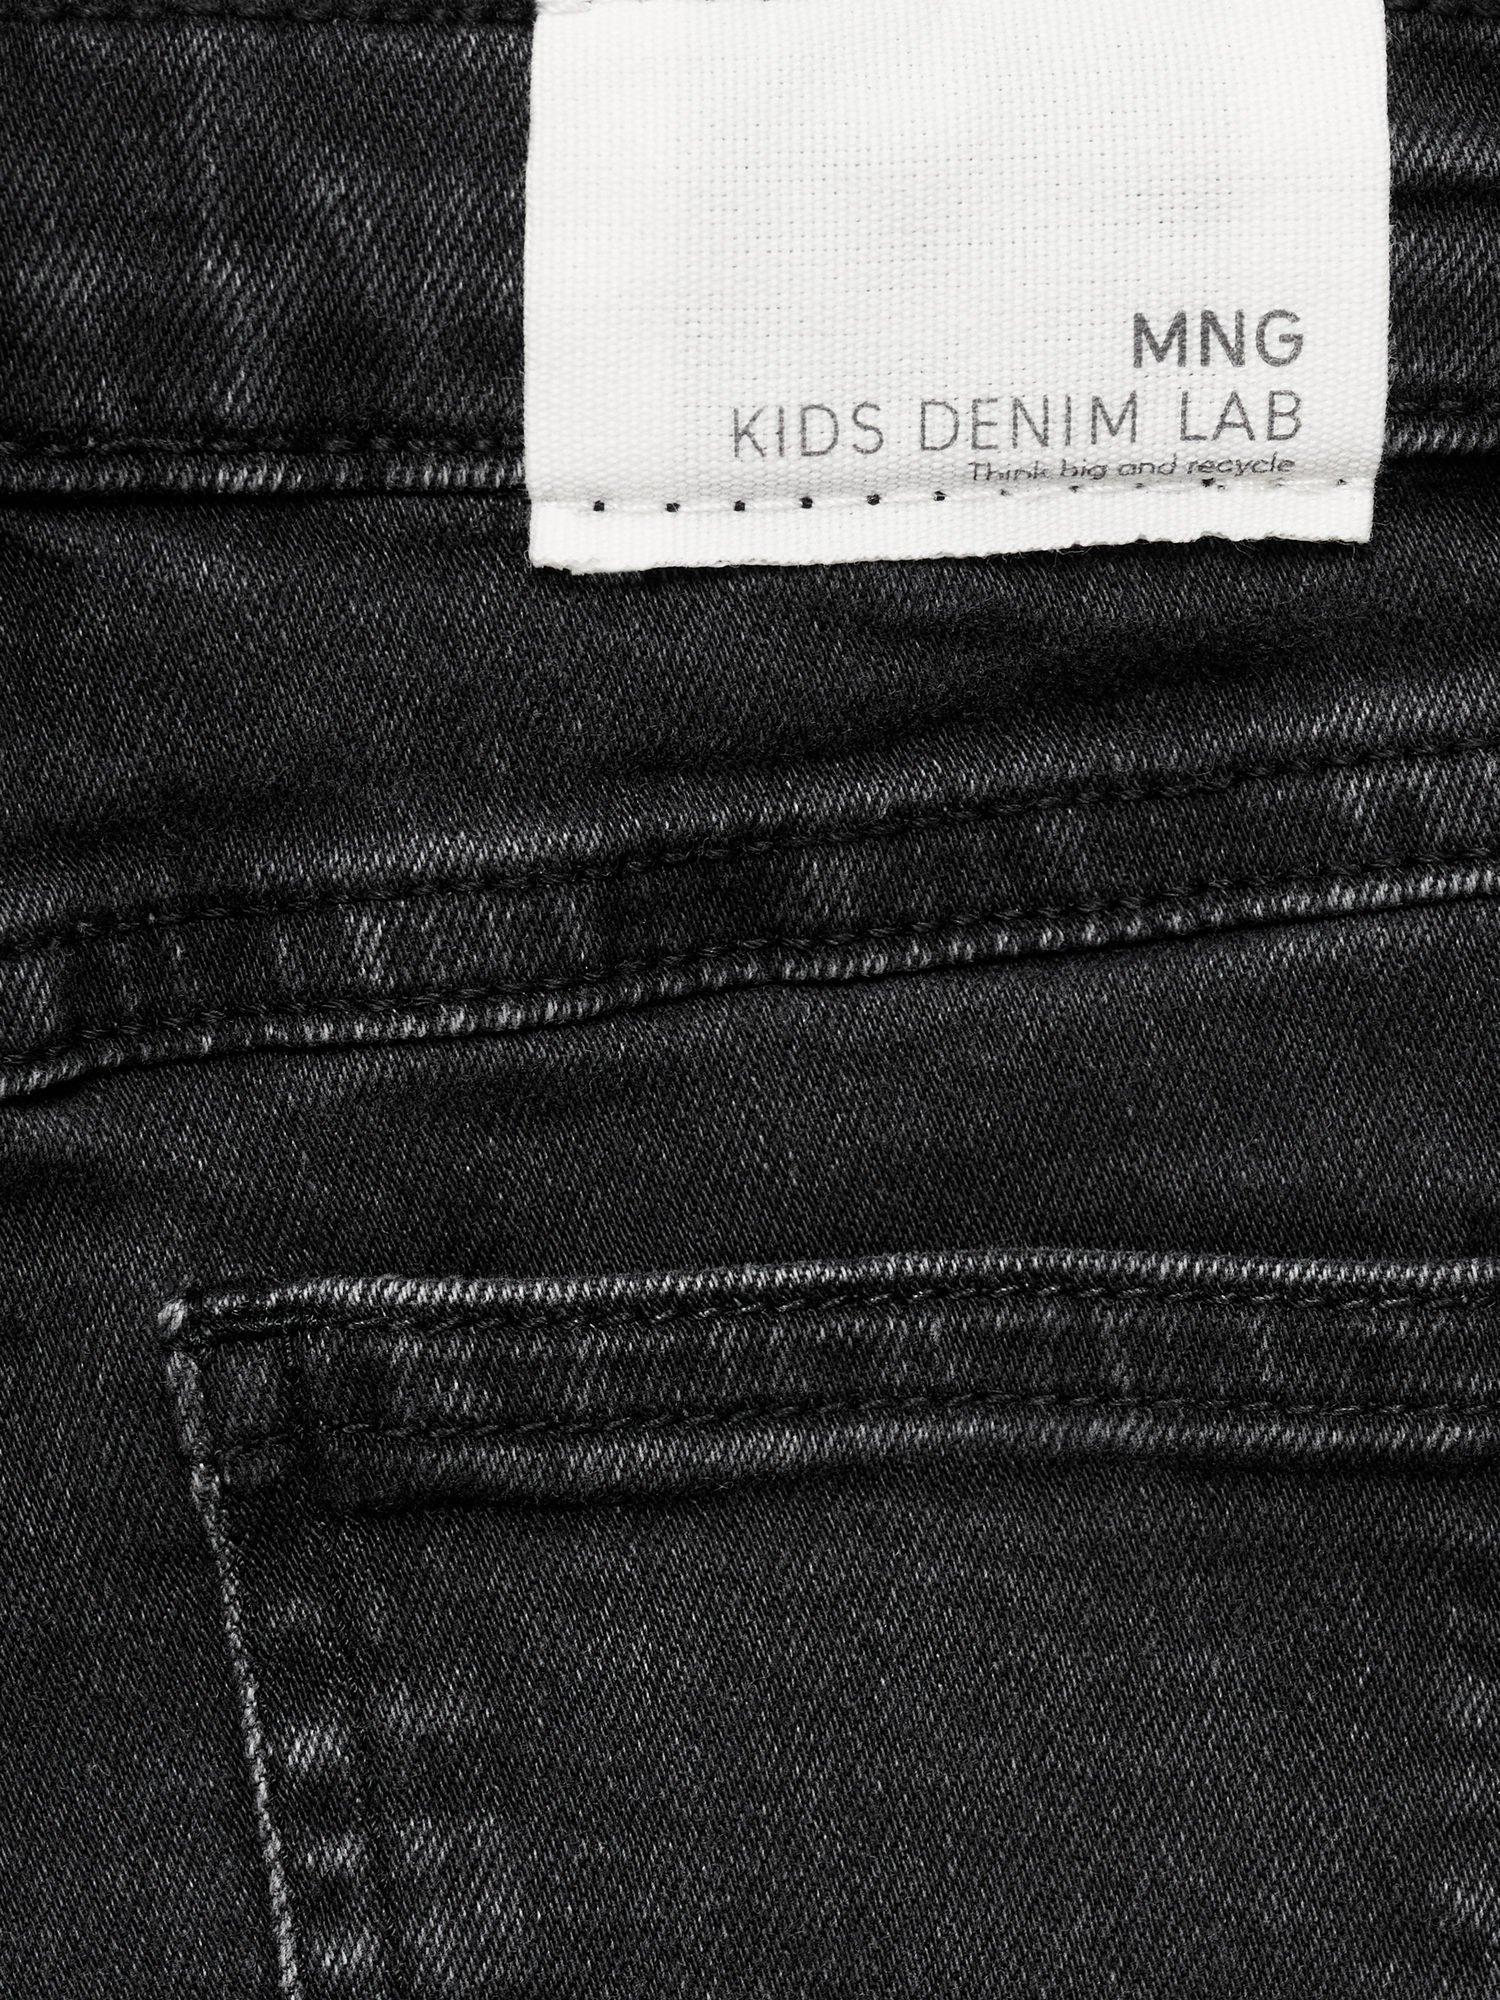 MNG
KIDS DENIM LAB
Think big and recycle